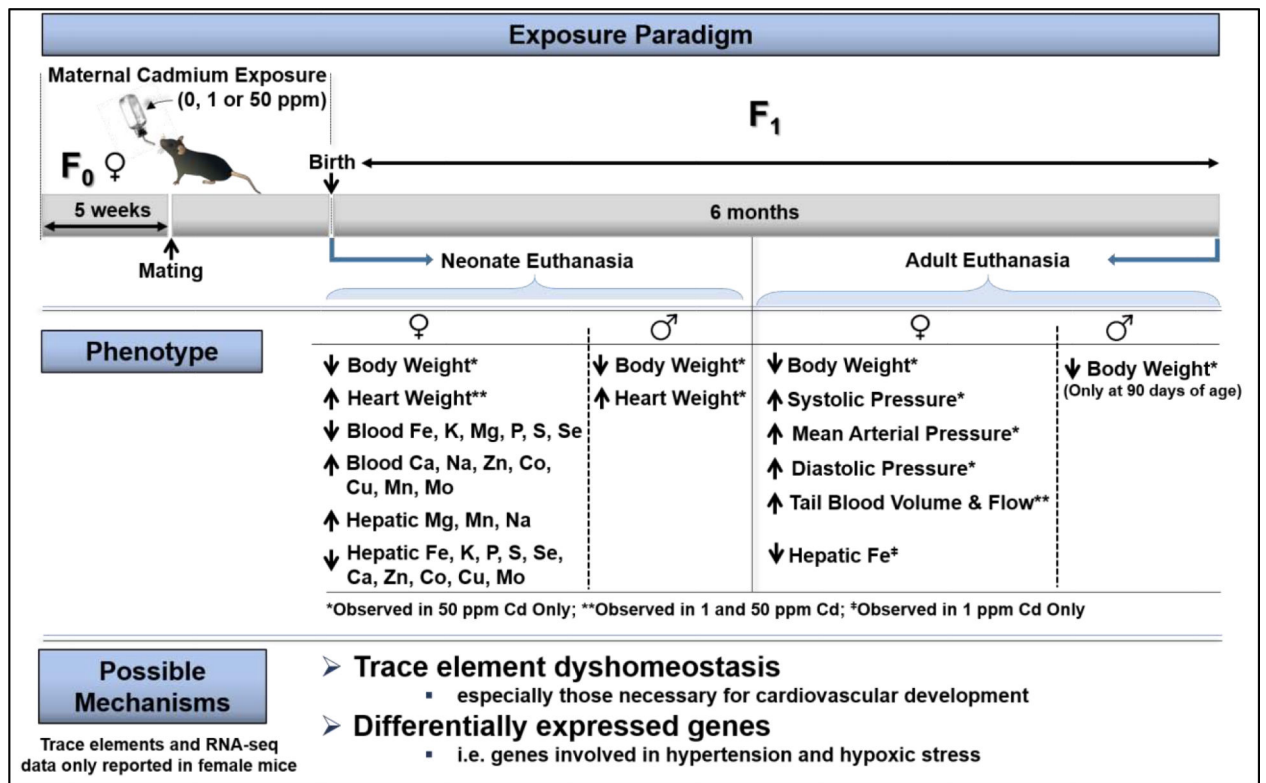 Exposure Paradigm
Maternal Cadmium Exposure
(0, 1 or 50 ppm)
F₀ ♀
F₁
Birth
5 weeks
6 months
Mating
Neonate Euthanasia
Adult Euthanasia
Phenotype
♀
↓ Body Weight*
↑ Heart Weight**
↓ Blood Fe, K, Mg, P, S, Se
↑ Blood Ca, Na, Zn, Co,
Cu, Mn, Mo
↑ Hepatic Mg, Mn, Na
↓ Hepatic Fe, K, P, S, Se,
Ca, Zn, Co, Cu, Mo
♂
↓ Body Weight*
↑ Heart Weight*
♀
↓ Body Weight*
↑ Systolic Pressure*
↑ Mean Arterial Pressure*
↑ Diastolic Pressure*
↑ Tail Blood Volume & Flow**
↓ Hepatic Fe‡
♂
↓ Body Weight*
(Only at 90 days of age)
*Observed in 50 ppm Cd Only; **Observed in 1 and 50 ppm Cd; ‡Observed in 1 ppm Cd Only
Possible
Mechanisms
Trace elements and RNA-seq
data only reported in female mice
➢ Trace element dyshomeostasis
▪ especially those necessary for cardiovascular development
➢ Differentially expressed genes
▪ i.e. genes involved in hypertension and hypoxic stress